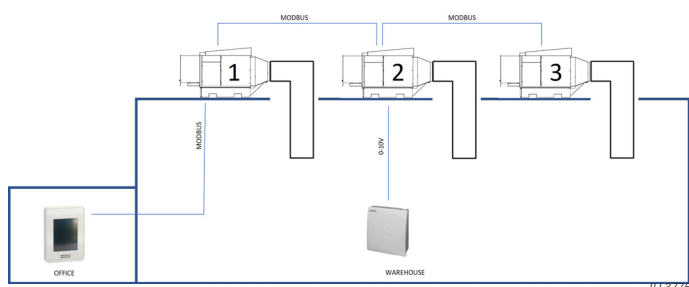 MODBUS
MODBUS
1
2
3
MODBUS
0-10V
OFFICE
WAREHOUSE